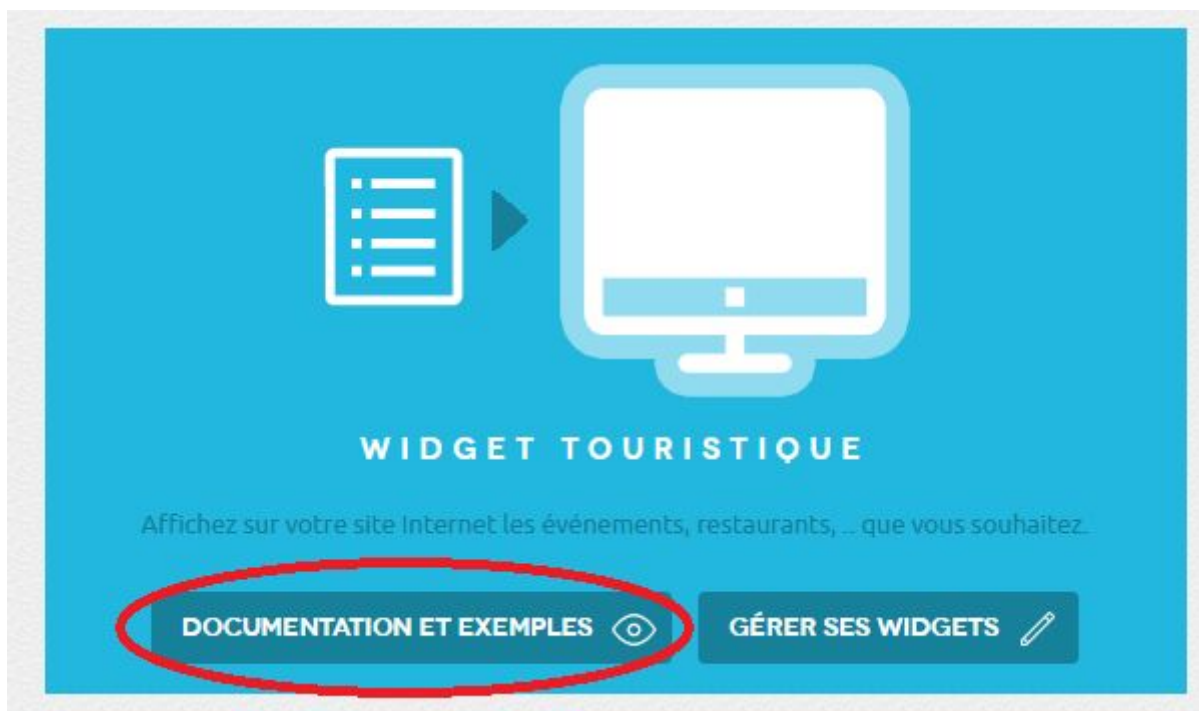 WIDGET TOURISTIQUE
Affichez sur votre site Internet les événements, restaurants, .. que vous souhaitez.
DOCUMENTATION ET EXEMPLES
GÉRER SES WIDGETS